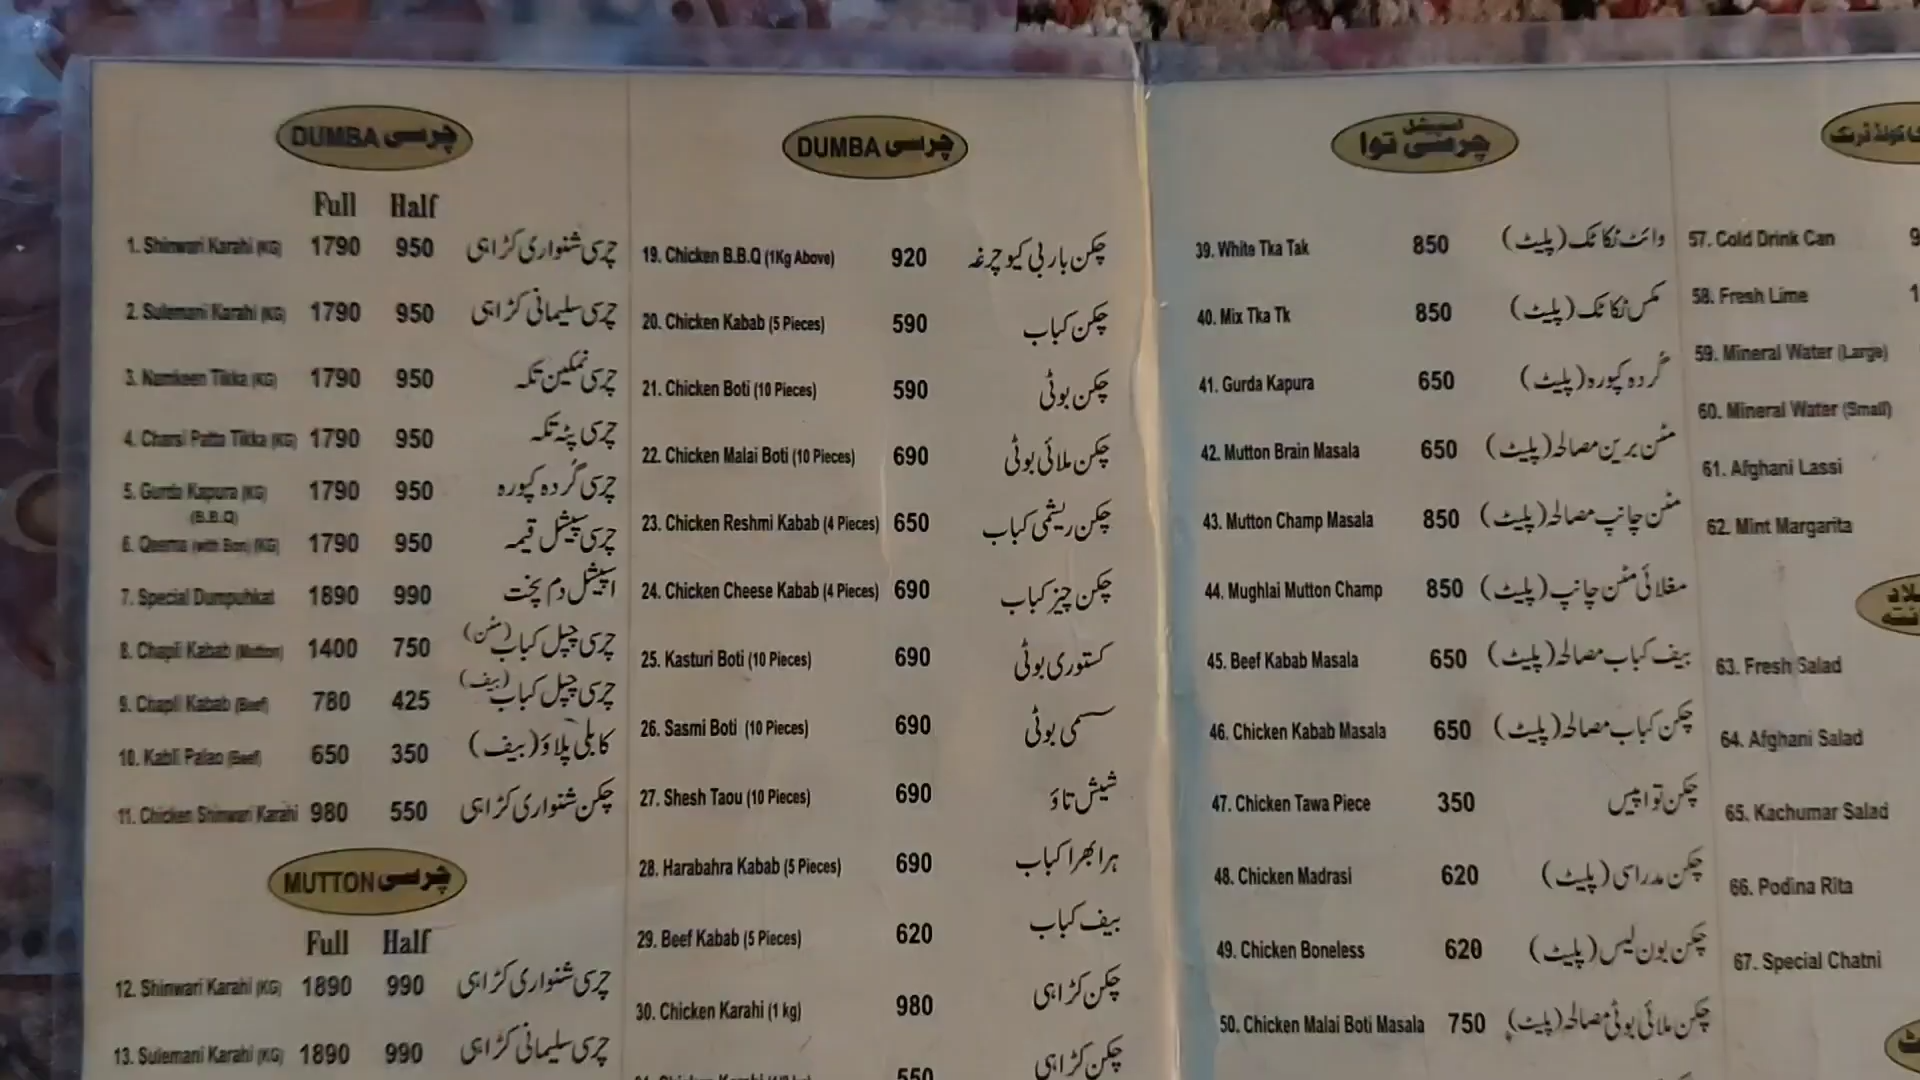 DUMBA چرسی
Full Half
1. Shinwari Karahi (KG) 1790 950 چرسی شنواری کڑاہی
2. Sulemani Karahi (KG) 1790 950 چرسی سلیمانی کڑاہی
3. Namkeen Tikka (KG) 1790 950 چرسی نمکین تکہ
4. Charsi Patta Tikka (KG) 1790 950 چرسی پٹہ تکہ
5. Gurda Kapura (KG) 1790 950 چرسی گُردہ کپورہ
(B.B.Q)
6. Qeema (with Bon) (KG) 1790 950 چرسی سپیشل قیمہ
7. Special Dumpuhkat 1890 990 اسپیشل دم پخت
8. Chapli Kabab (Mutton) 1400 750 چرسی چپل کباب (مٹن)
9. Chapli Kabab (Beef) 780 425 چرسی چپل کباب (بیف)
10. Kabli Palao (Beef) 650 350 کابلی پلاؤ (بیف)
11. Chicken Shinwari Karahi 980 550 چکن شنواری کڑاہی
MUTTON چرسی
Full Half
12. Shinwari Karahi (KG) 1890 990 چرسی شنواری کڑاہی
13. Sulemani Karahi (KG) 1890 990 چرسی سلیمانی کڑاہی
DUMBA چرسی
19. Chicken B.B.Q (1Kg Above) 920 چکن باربی کیو چرغہ
20. Chicken Kabab (5 Pieces) 590 چکن کباب
21. Chicken Boti (10 Pieces) 590 چکن بوٹی
22. Chicken Malai Boti (10 Pieces) 690 چکن ملائی بوٹی
23. Chicken Reshmi Kabab (4 Pieces) 650 چکن ریشمی کباب
24. Chicken Cheese Kabab (4 Pieces) 690 چکن چیز کباب
25. Kasturi Boti (10 Pieces) 690 کستوری بوٹی
26. Sasmi Boti (10 Pieces) 690 سسمی بوٹی
27. Shesh Taou (10 Pieces) 690 شیش تاؤ
28. Harabahra Kabab (5 Pieces) 690 ہرا بھرا کباب
29. Beef Kabab (5 Pieces) 620 بیف کباب
30. Chicken Karahi (1 kg) 980 چکن کڑاہی
550 چکن کڑاہی
اسپیشل
چرسی توا
39. White Tka Tak 850 وائٹ ٹکا ٹک (پلیٹ)
40. Mix Tka Tk 850 مکس ٹکا ٹک (پلیٹ)
41. Gurda Kapura 650 گُردہ کپورہ (پلیٹ)
42. Mutton Brain Masala 650 مٹن برین مصالحہ (پلیٹ)
43. Mutton Champ Masala 850 مٹن چانپ مصالحہ (پلیٹ)
44. Mughlai Mutton Champ 850 مغلائی مٹن چانپ (پلیٹ)
45. Beef Kabab Masala 650 بیف کباب مصالحہ (پلیٹ)
46. Chicken Kabab Masala 650 چکن کباب مصالحہ (پلیٹ)
47. Chicken Tawa Piece 350 چکن توا پیس
48. Chicken Madrasi 620 چکن مدراسی (پلیٹ)
49. Chicken Boneless 620 چکن بون لیس (پلیٹ)
50. Chicken Malai Boti Masala 750 چکن ملائی بوٹی مصالحہ (پلیٹ)
کولڈ ڈرنک
57. Cold Drink Can
58. Fresh Lime
59. Mineral Water (Large)
60. Mineral Water (Small)
61. Afghani Lassi
62. Mint Margarita
63. Fresh Salad
64. Afghani Salad
65. Kachumar Salad
66. Podina Rita
67. Special Chatni